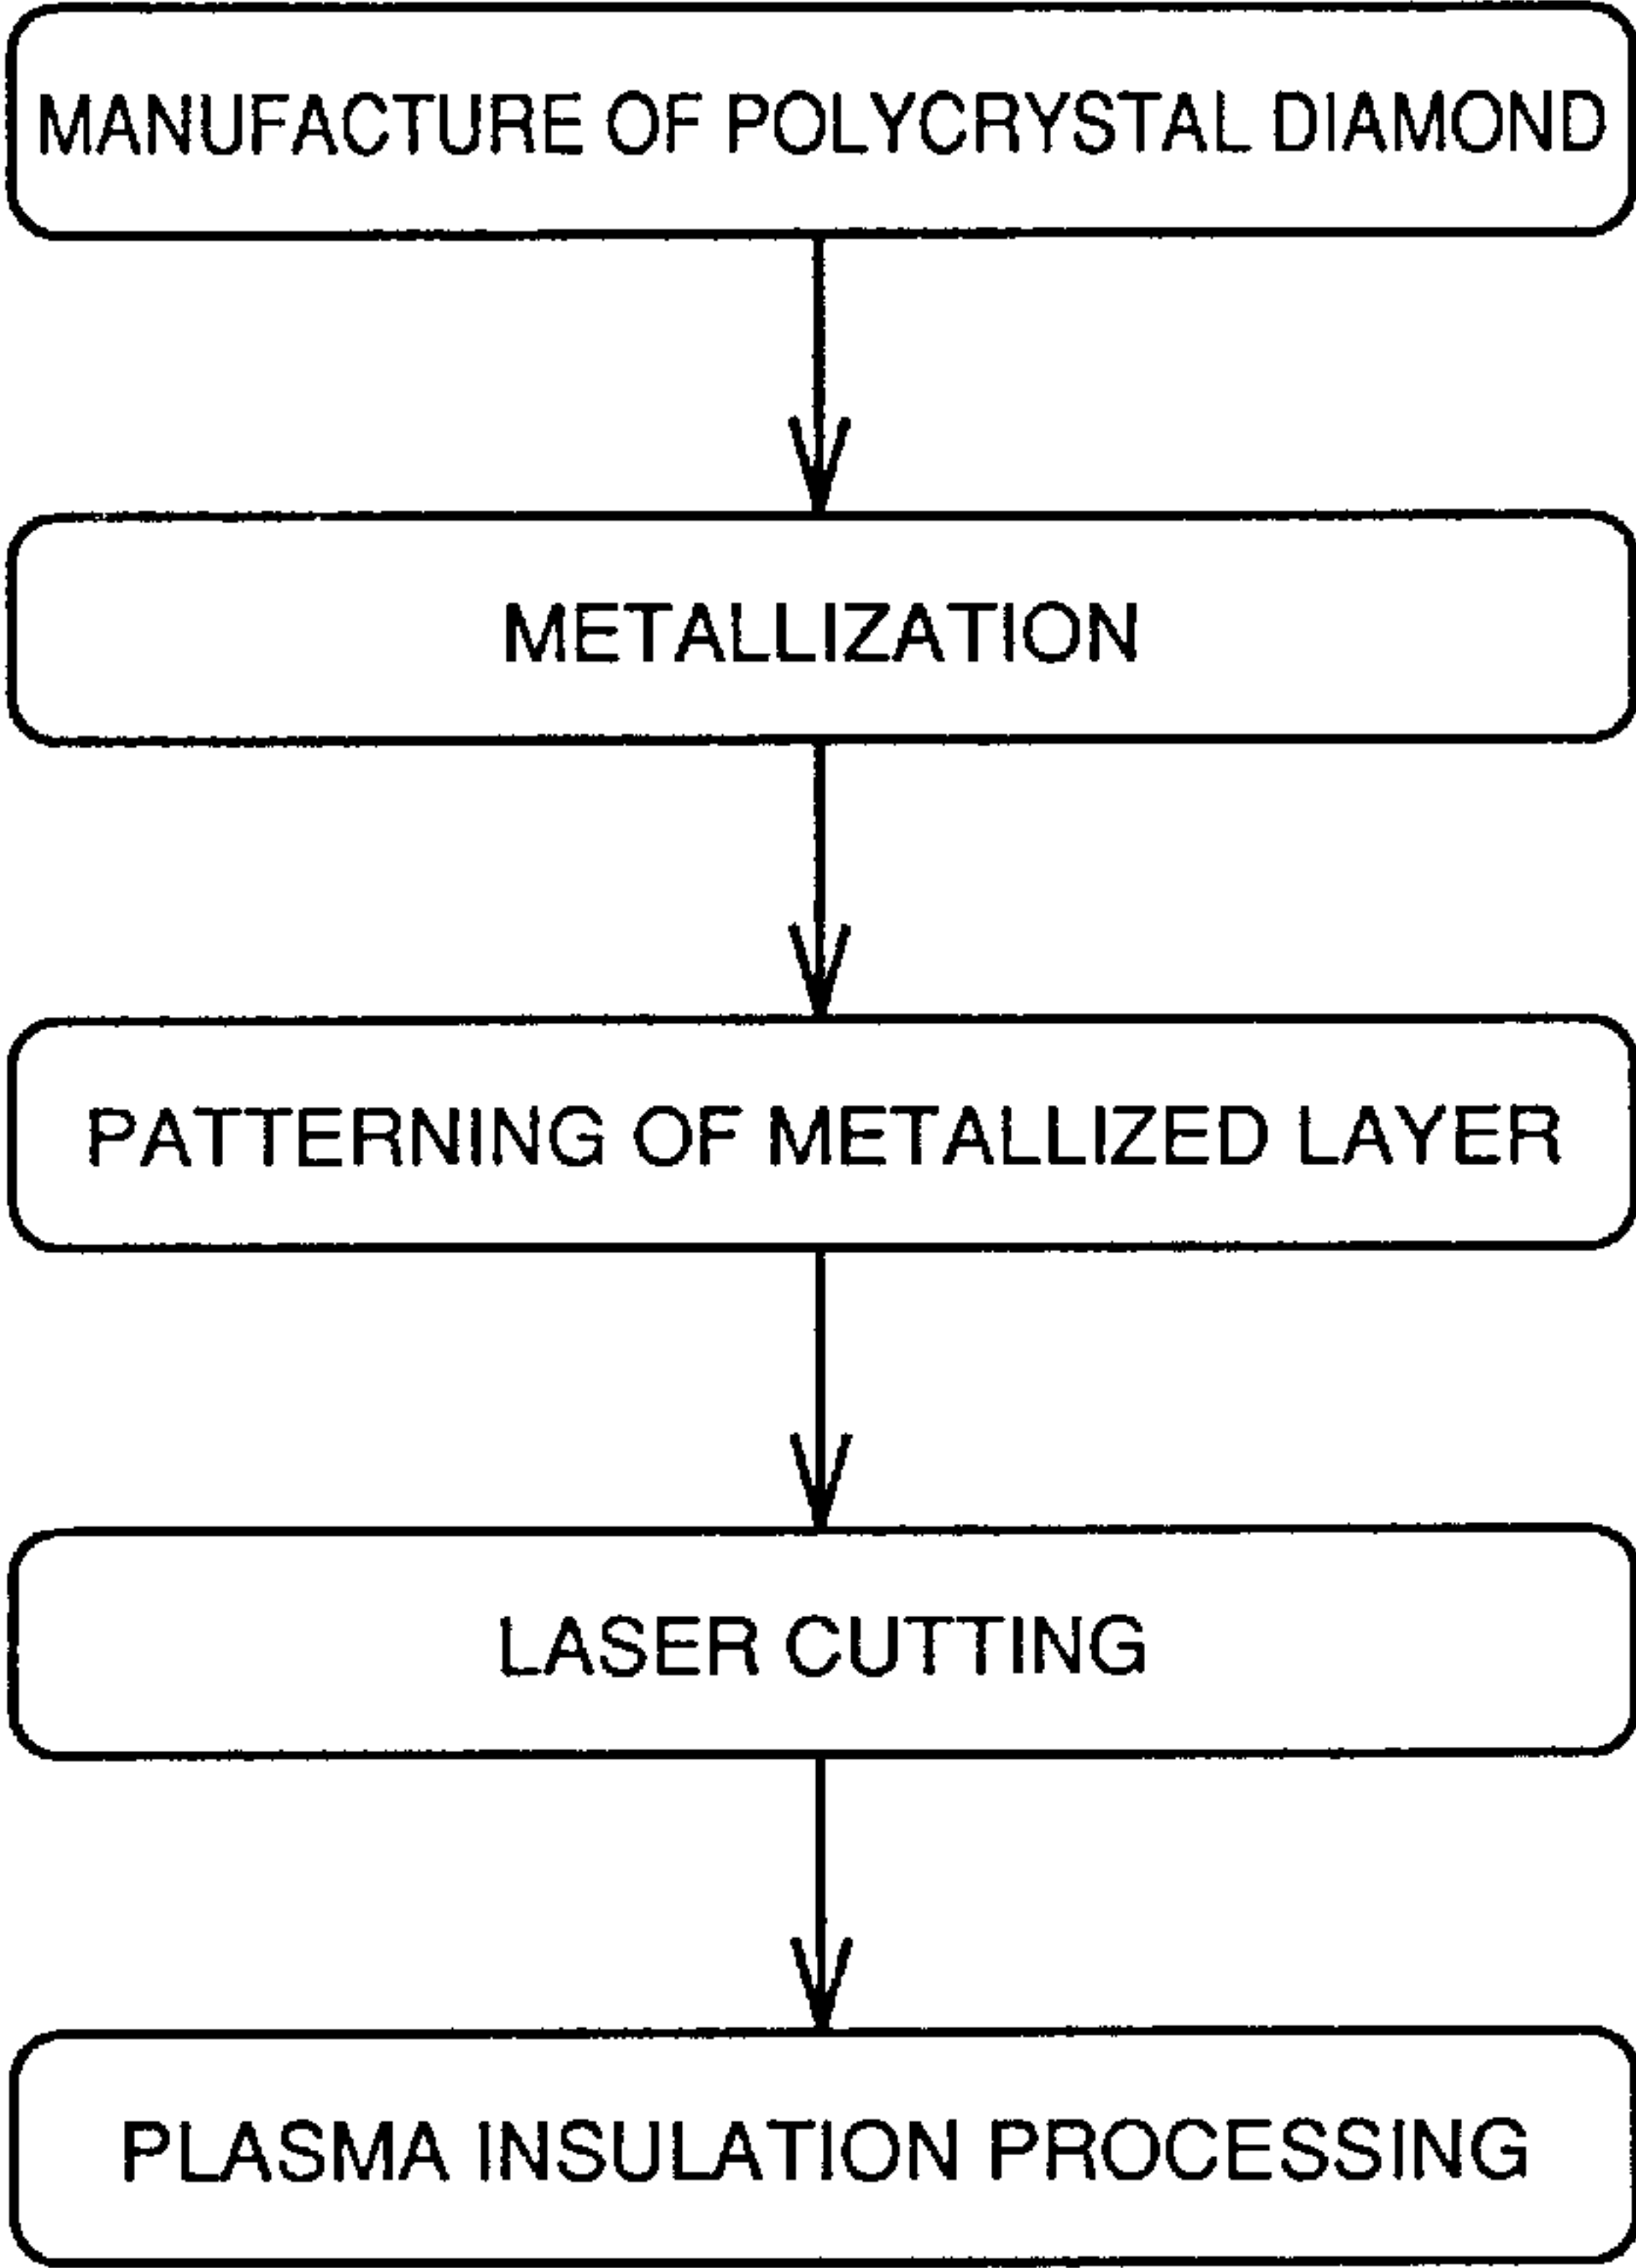 MANUFACTURE OF POLYCRYSTAL DIAMOND
METALLIZATION
PATTERNING OF METALLIZED LAYER
LASER CUTTING
PLASMA INSULATION PROCESSING